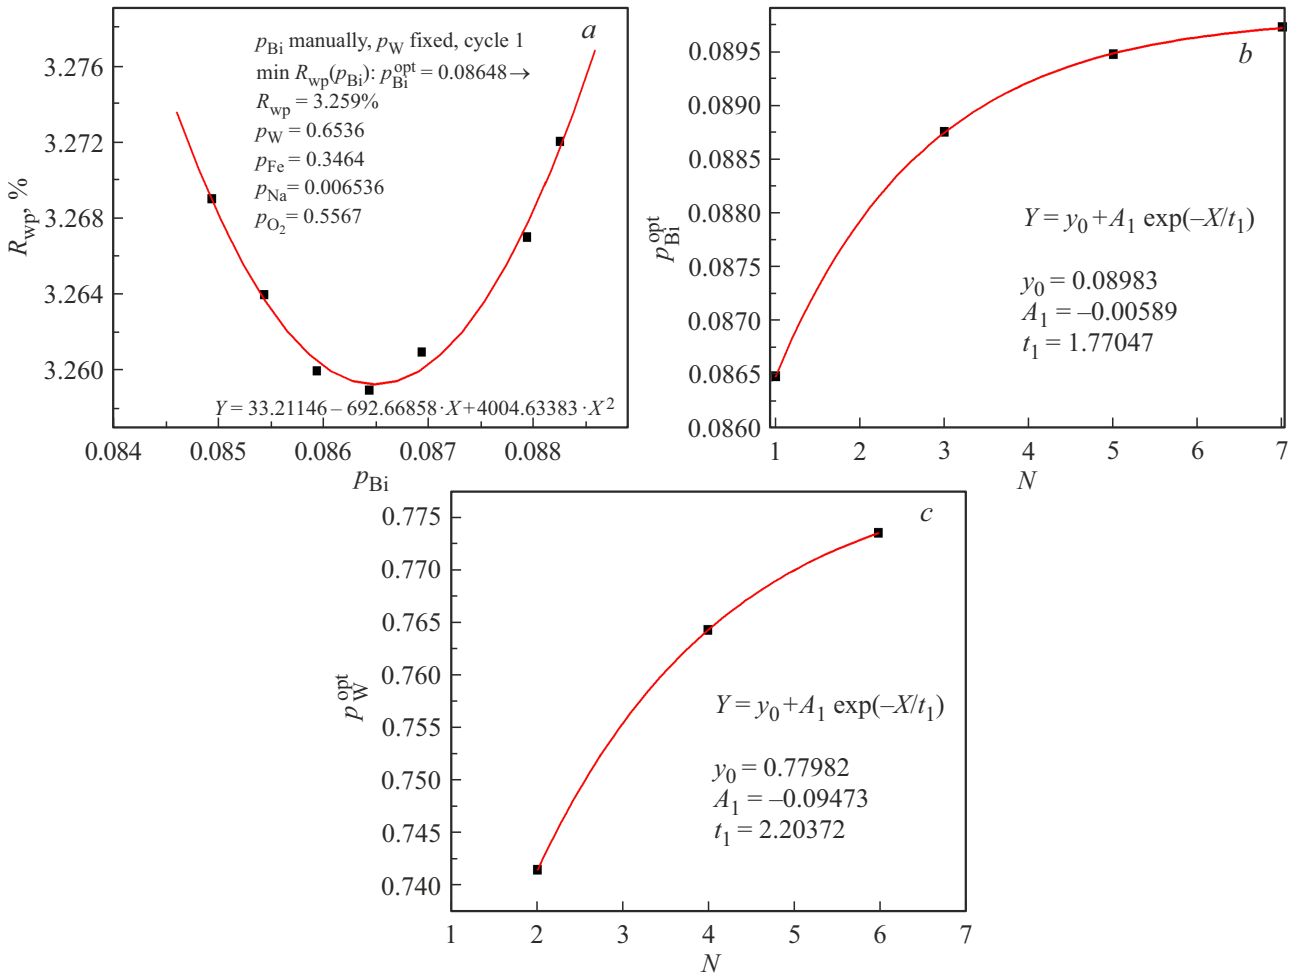 a
p_Bi manually, p_W fixed, cycle 1
min R_wp(p_Bi): p_Bi^opt = 0.08648 →
R_wp = 3.259%
p_W = 0.6536
p_Fe = 0.3464
p_Na = 0.006536
p_O2 = 0.5567
R_wp, %
3.276
3.272
3.268
3.264
3.260
Y = 33.21146 – 692.66858 · X + 4004.63383 · X^2
0.084 0.085 0.086 0.087 0.088
p_Bi
b
p_Bi^opt
0.0895
0.0890
0.0885
0.0880
0.0875
0.0870
0.0865
0.0860
Y = y_0 + A_1 exp(–X/t_1)
y_0 = 0.08983
A_1 = –0.00589
t_1 = 1.77047
1 2 3 4 5 6 7
N
c
p_W^opt
0.775
0.770
0.765
0.760
0.755
0.750
0.745
0.740
Y = y_0 + A_1 exp(–X/t_1)
y_0 = 0.77982
A_1 = –0.09473
t_1 = 2.20372
1 2 3 4 5 6 7
N